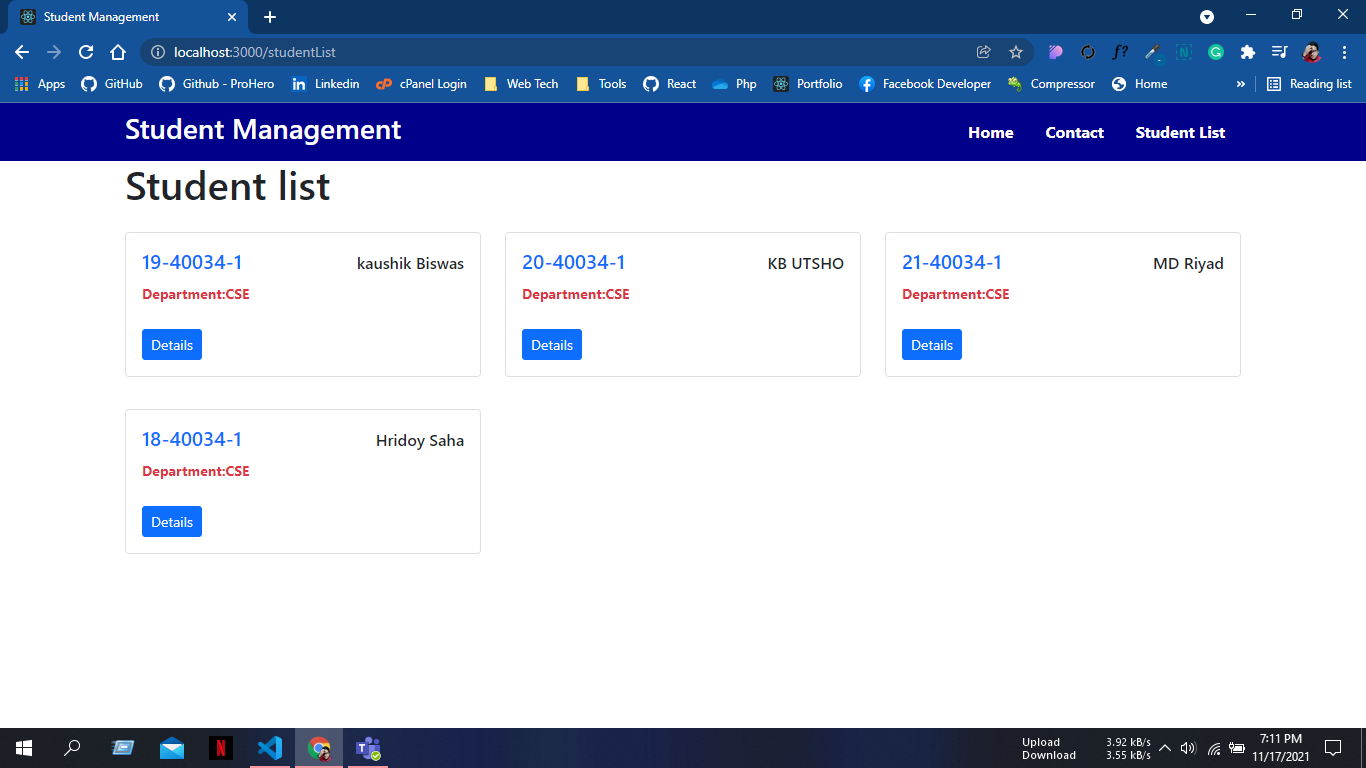 Student Management
localhost:3000/studentList
Apps GitHub Github - ProHero Linkedin cPanel Login Web Tech Tools React Php Portfolio Facebook Developer Compressor Home » Reading list
Student Management Home Contact Student List
Student list
19-40034-1 kaushik Biswas
Department:CSE
Details
20-40034-1 KB UTSHO
Department:CSE
Details
21-40034-1 MD Riyad
Department:CSE
Details
18-40034-1 Hridoy Saha
Department:CSE
Details
Upload 3.92 kB/s
Download 3.55 kB/s
7:11 PM
11/17/2021